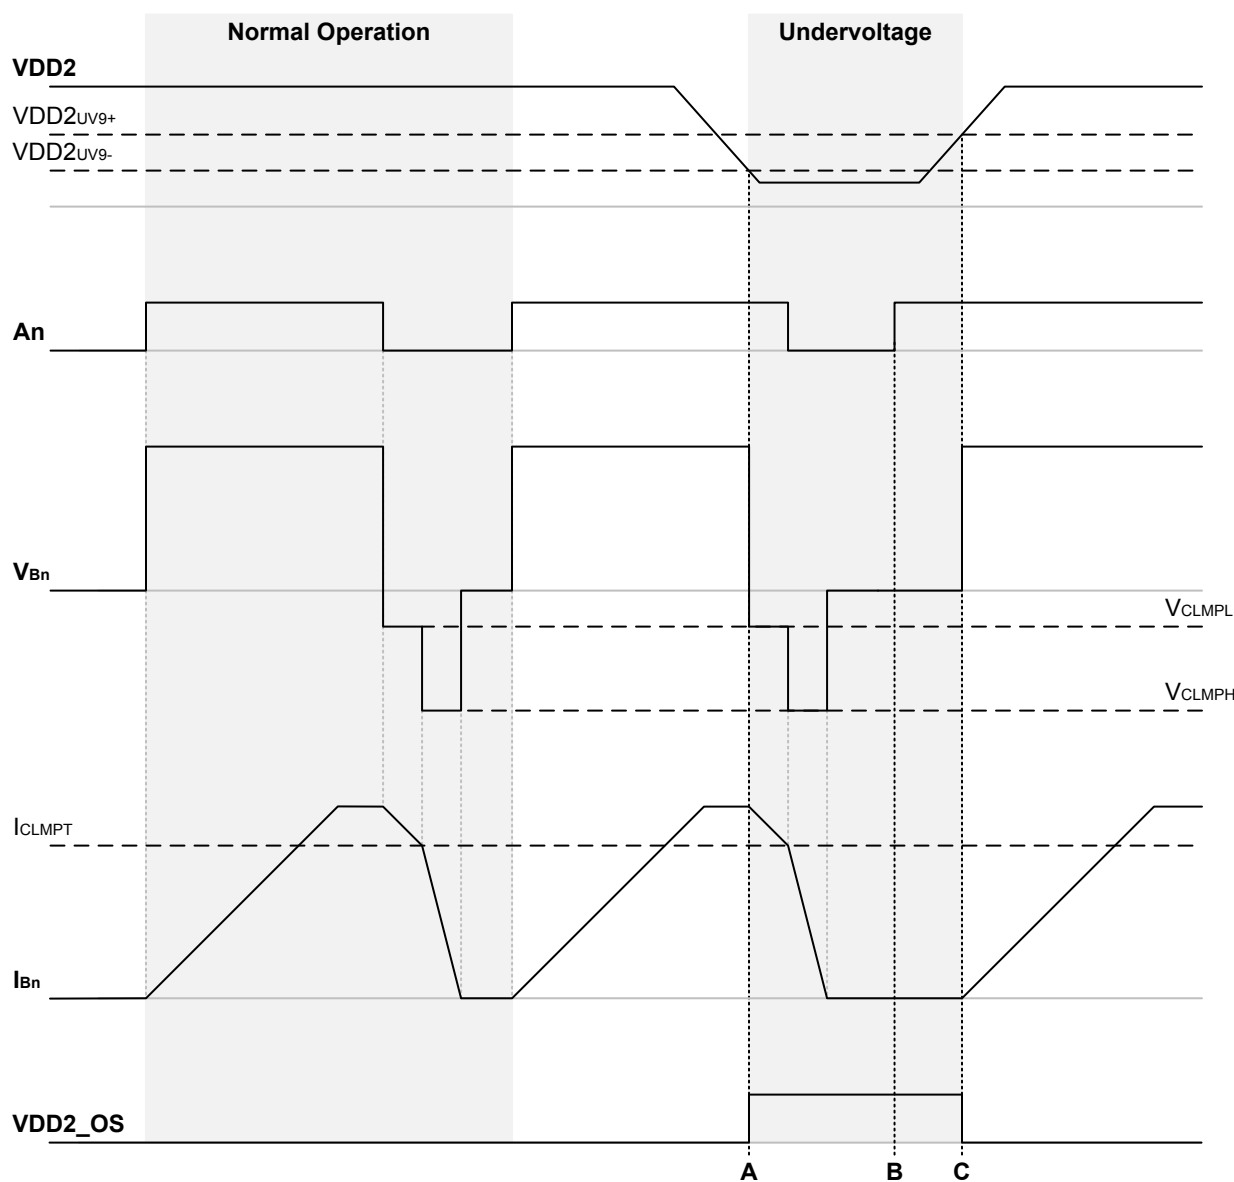 Normal Operation
Undervoltage
VDD2
VDD2UV9+
VDD2UV9-
An
VBn
VCLMPL
VCLMPH
ICLMPT
IBn
VDD2_OS
A B C